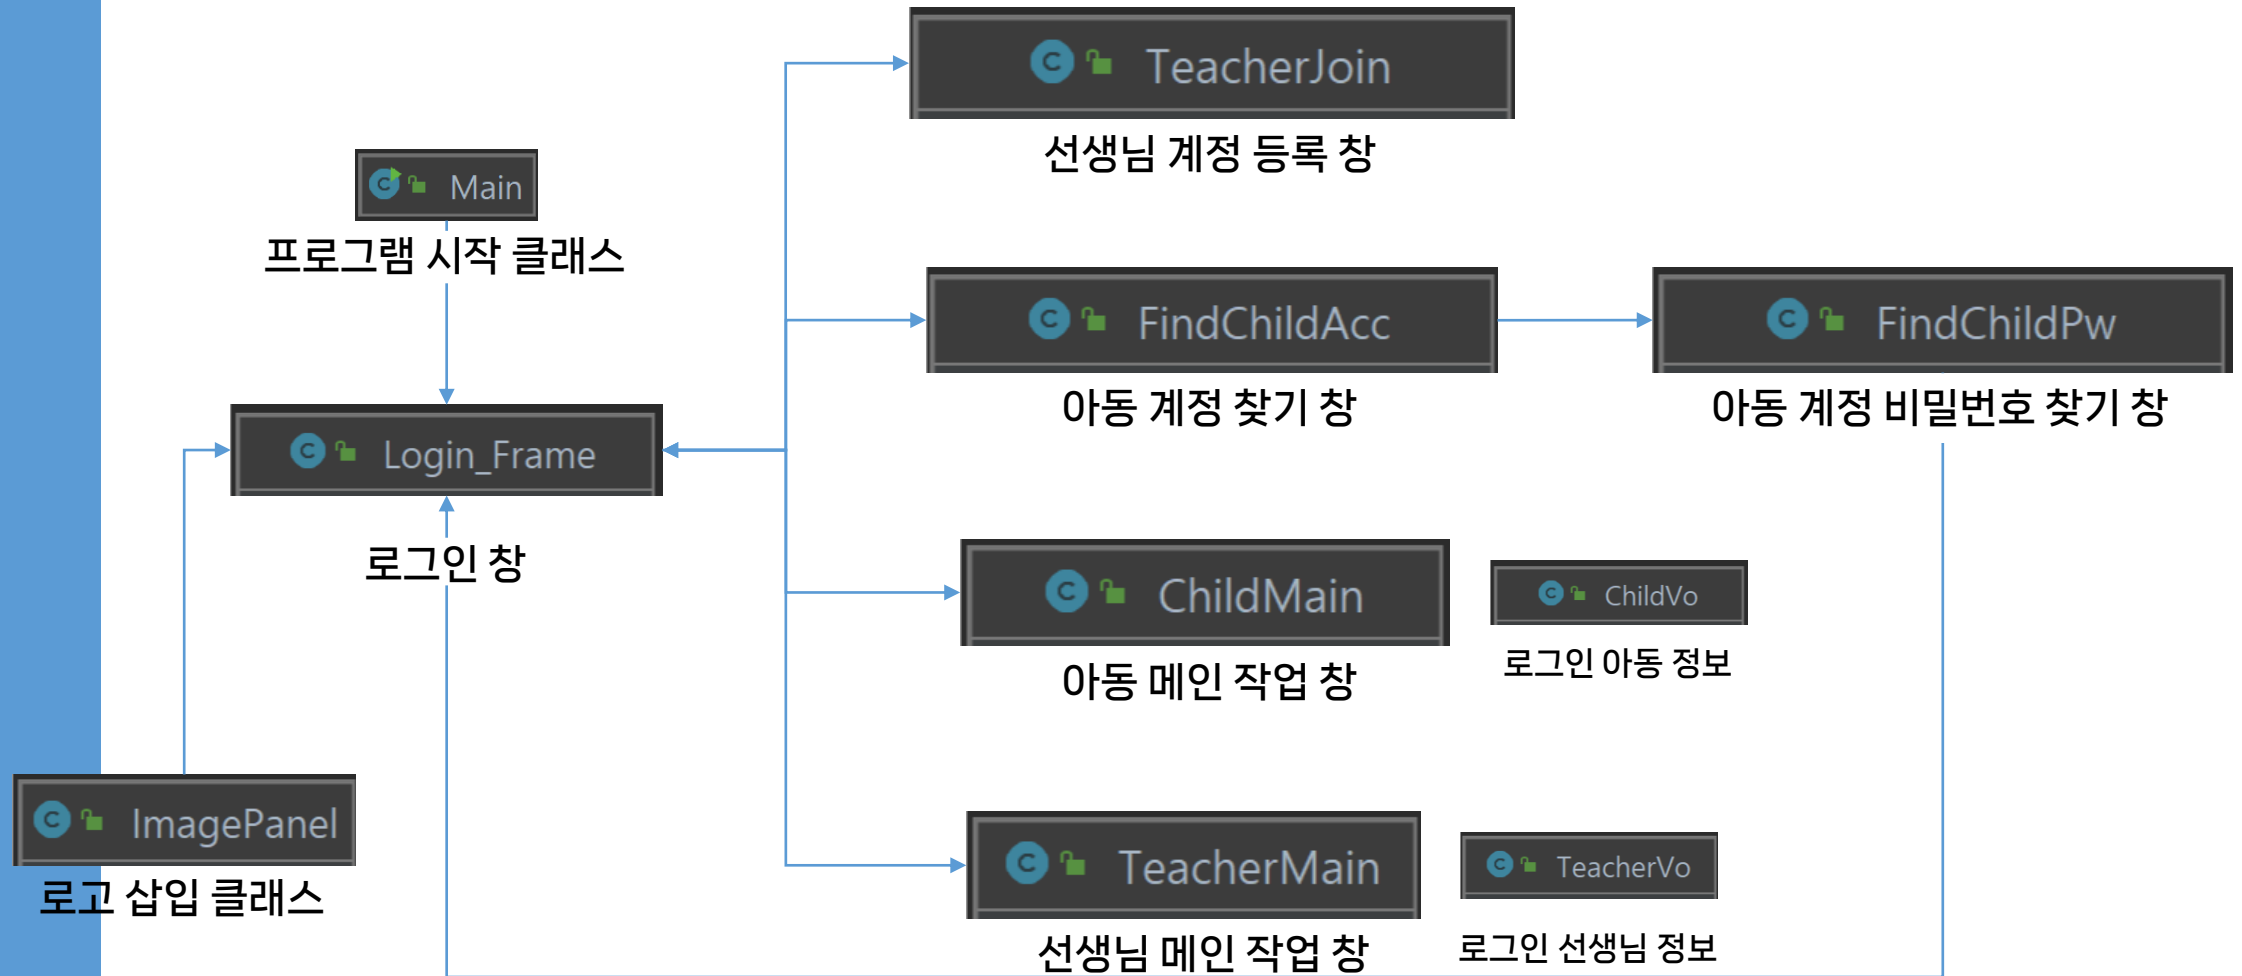 TeacherJoin
선생님 계정 등록 창
Main
프로그램 시작 클래스
FindChildAcc
아동 계정 찾기 창
FindChildPw
아동 계정 비밀번호 찾기 창
Login_Frame
로그인 창
ChildMain
아동 메인 작업 창
ChildVo
로그인 아동 정보
ImagePanel
로고 삽입 클래스
TeacherMain
선생님 메인 작업 창
TeacherVo
로그인 선생님 정보